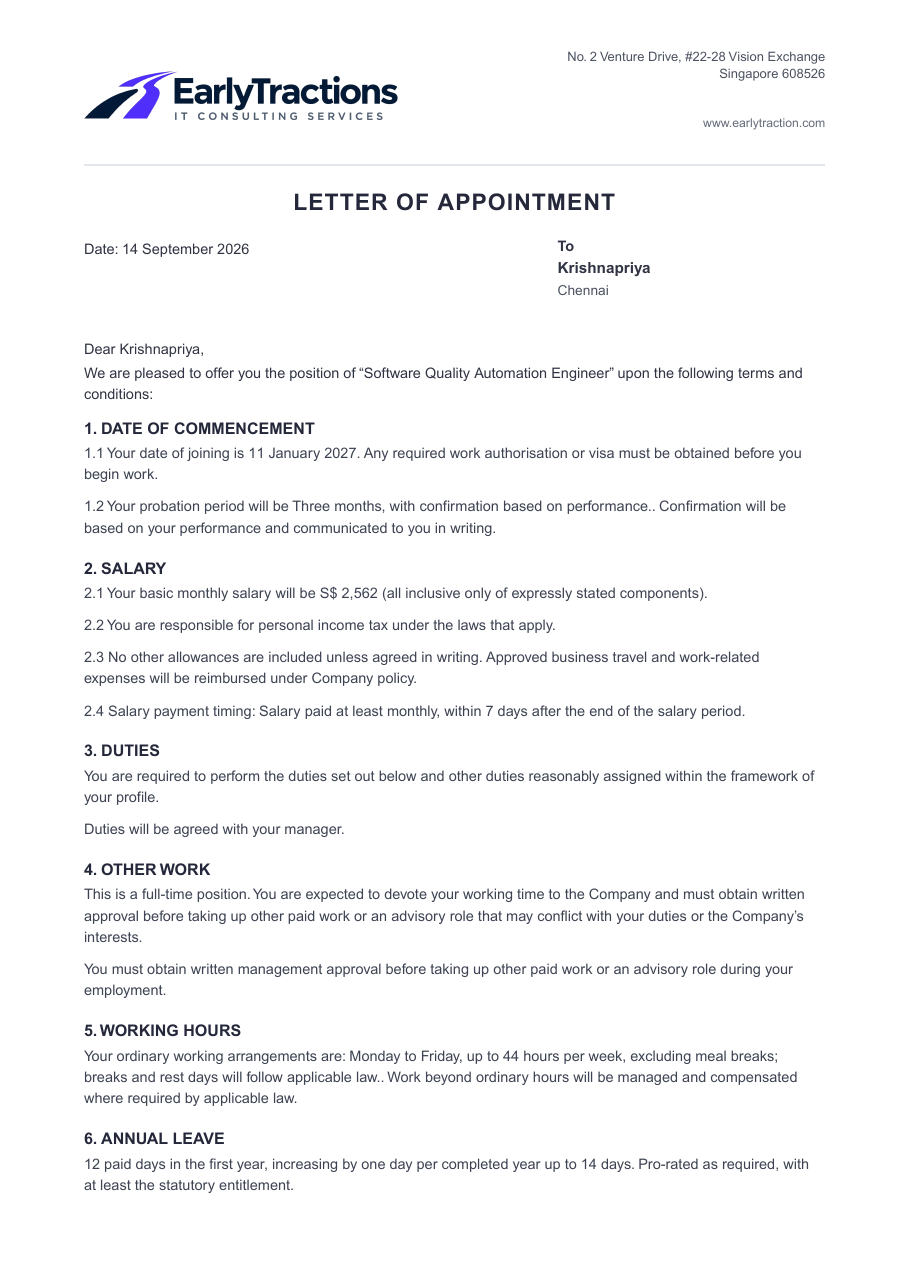 No. 2 Venture Drive, #22-28 Vision Exchange
Singapore 608526
EarlyTractions
IT CONSULTING SERVICES
www.earlytraction.com
LETTER OF APPOINTMENT
Date: 14 September 2026
To
Krishnapriya
Chennai
Dear Krishnapriya,
We are pleased to offer you the position of “Software Quality Automation Engineer” upon the following terms and
conditions:
1. DATE OF COMMENCEMENT
1.1 Your date of joining is 11 January 2027. Any required work authorisation or visa must be obtained before you
begin work.
1.2 Your probation period will be Three months, with confirmation based on performance.. Confirmation will be
based on your performance and communicated to you in writing.
2. SALARY
2.1 Your basic monthly salary will be S$ 2,562 (all inclusive only of expressly stated components).
2.2 You are responsible for personal income tax under the laws that apply.
2.3 No other allowances are included unless agreed in writing. Approved business travel and work-related
expenses will be reimbursed under Company policy.
2.4 Salary payment timing: Salary paid at least monthly, within 7 days after the end of the salary period.
3. DUTIES
You are required to perform the duties set out below and other duties reasonably assigned within the framework of
your profile.
Duties will be agreed with your manager.
4. OTHER WORK
This is a full-time position. You are expected to devote your working time to the Company and must obtain written
approval before taking up other paid work or an advisory role that may conflict with your duties or the Company’s
interests.
You must obtain written management approval before taking up other paid work or an advisory role during your
employment.
5. WORKING HOURS
Your ordinary working arrangements are: Monday to Friday, up to 44 hours per week, excluding meal breaks;
breaks and rest days will follow applicable law.. Work beyond ordinary hours will be managed and compensated
where required by applicable law.
6. ANNUAL LEAVE
12 paid days in the first year, increasing by one day per completed year up to 14 days. Pro-rated as required, with
at least the statutory entitlement.